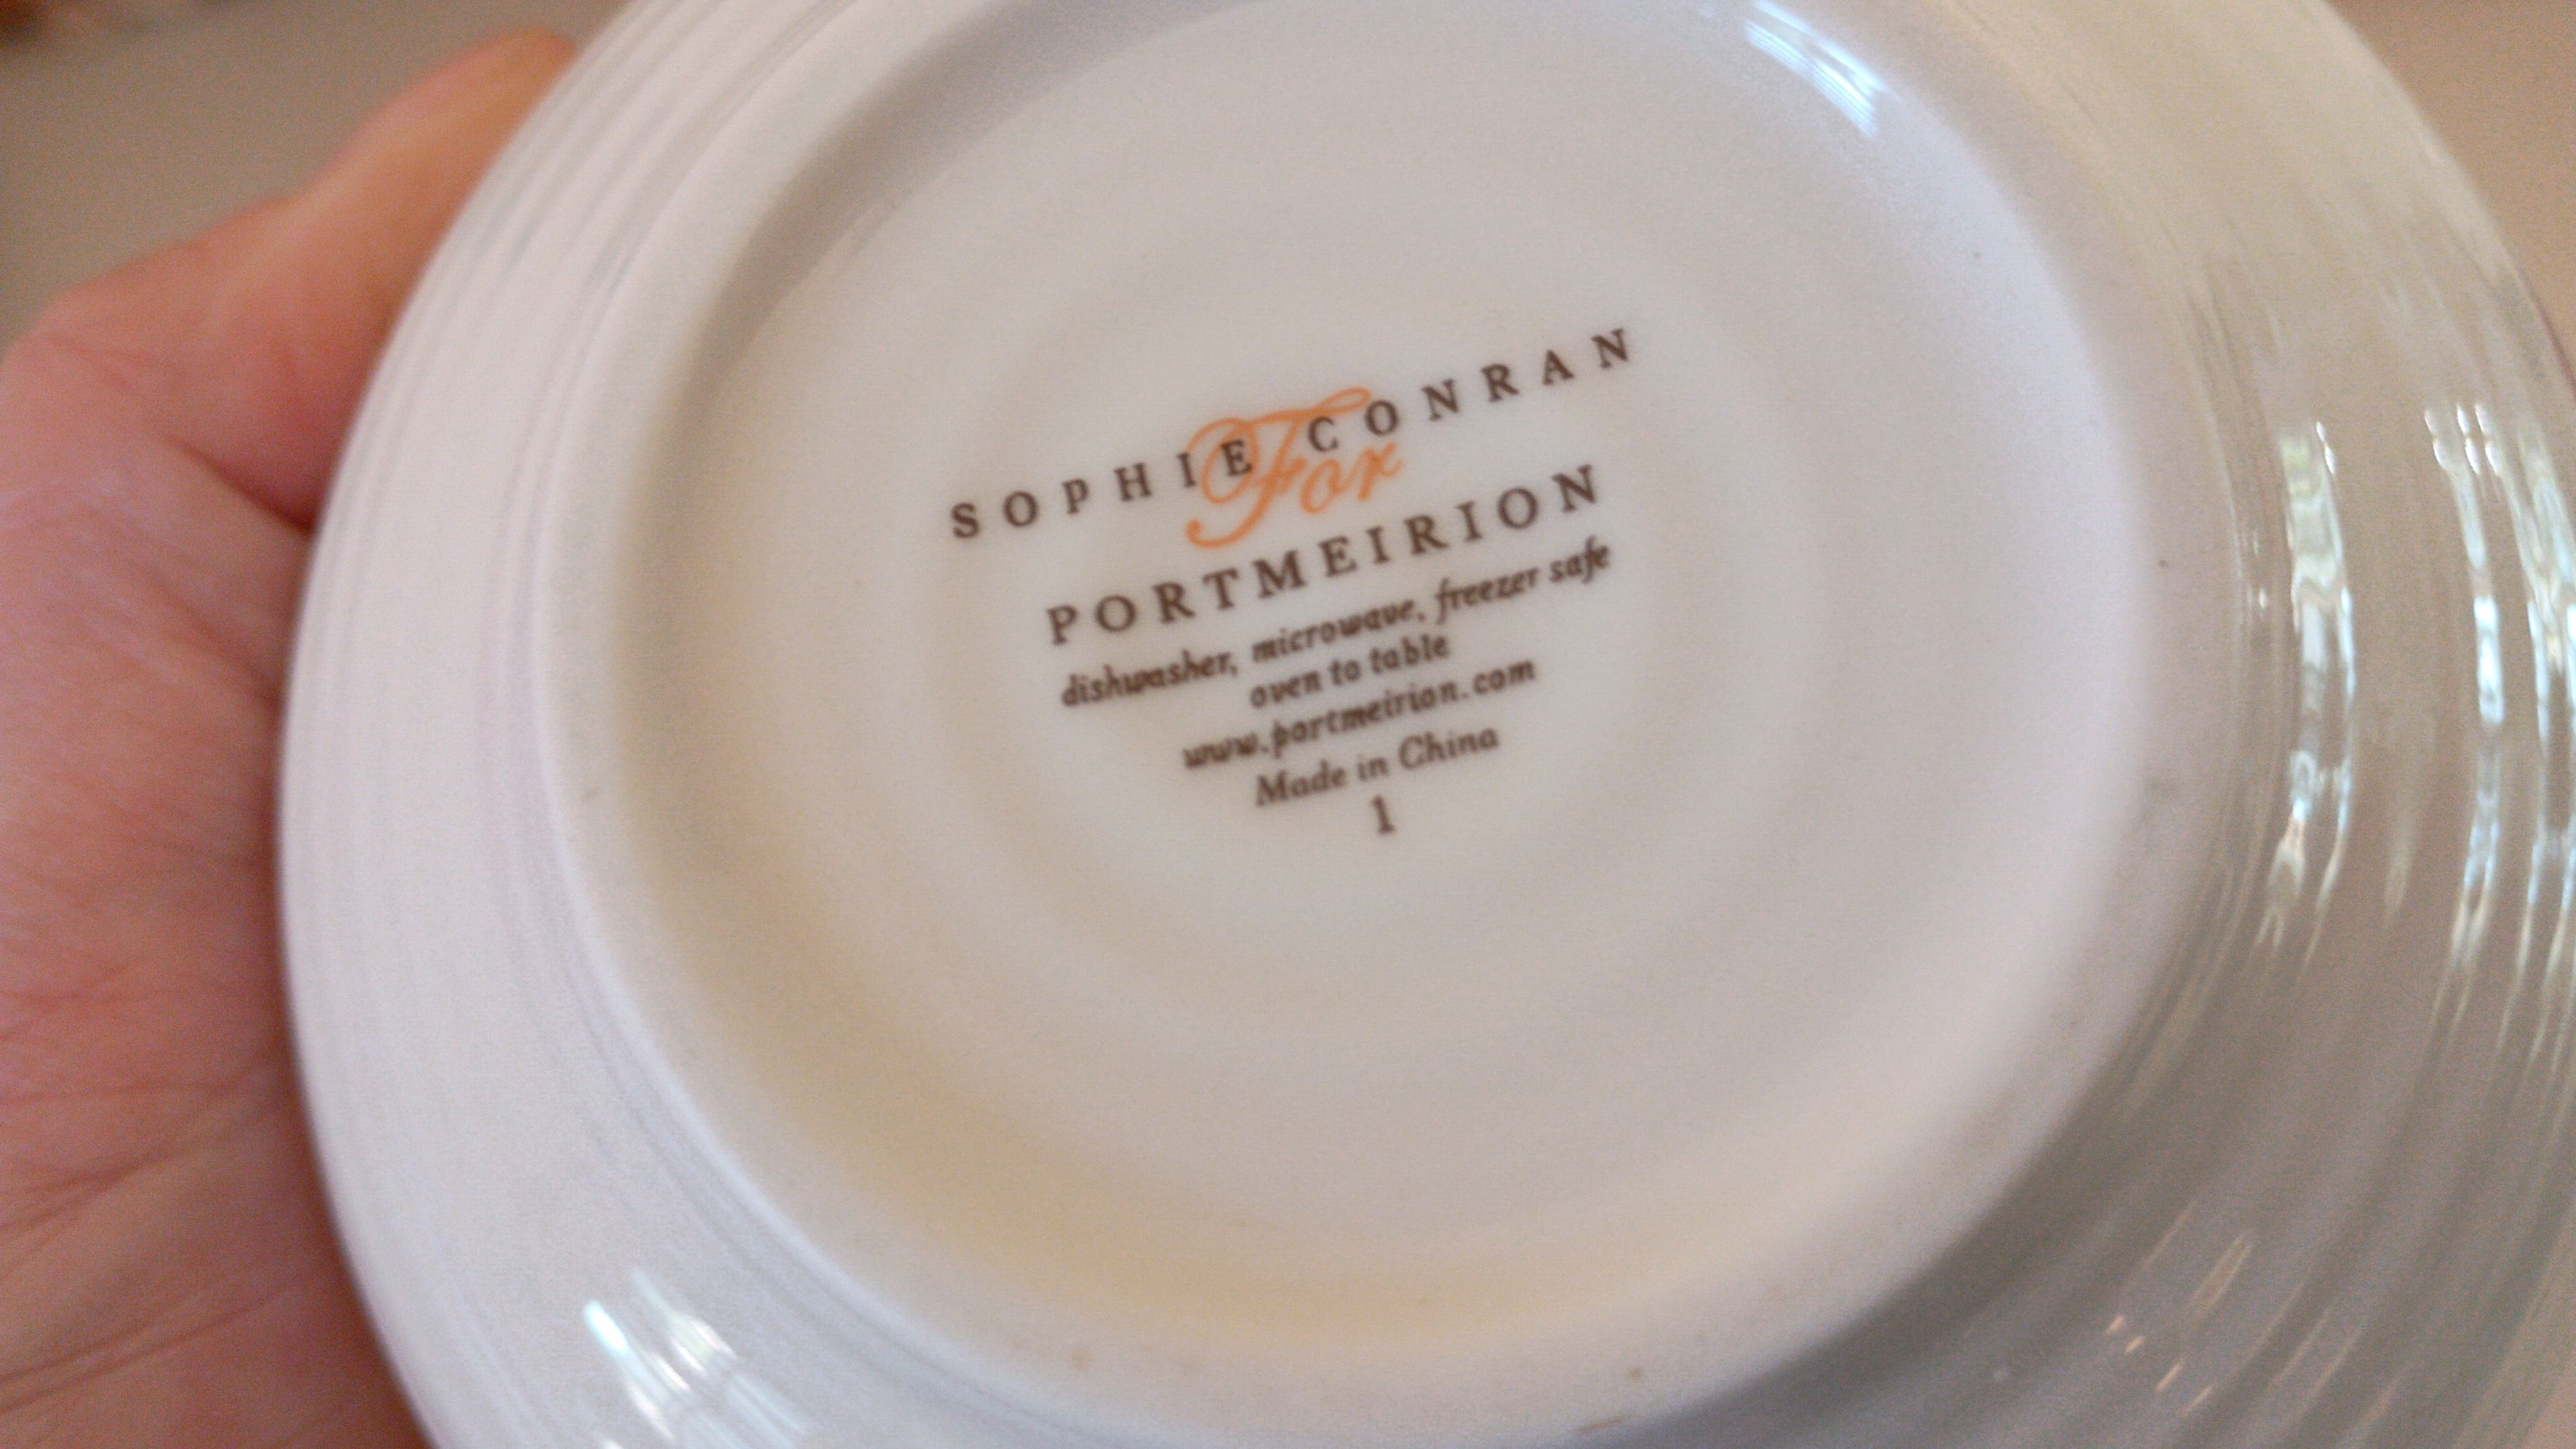 SOPHIE CONRAN
For
PORTMEIRION
dishwasher, microwave, freezer safe
oven to table
www.portmeirion.com
Made in China
1